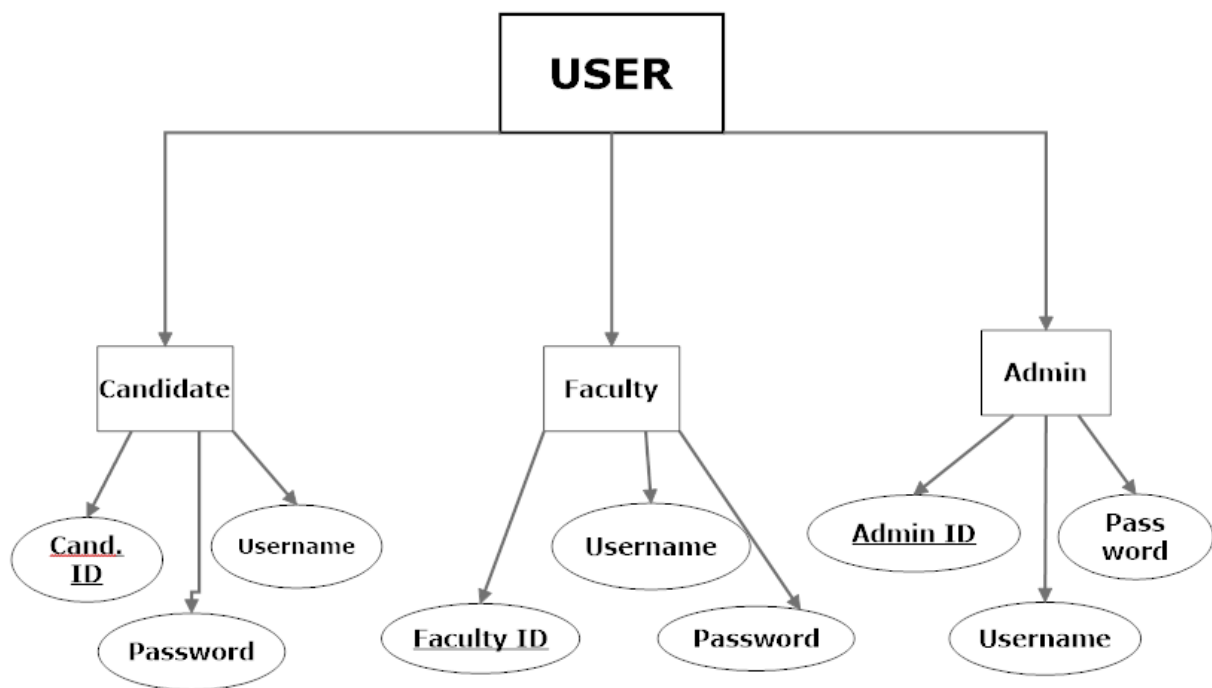 USER
Candidate
Faculty
Admin
Cand.
ID
Password
Username
Faculty ID
Username
Password
Admin ID
Username
Pass
word